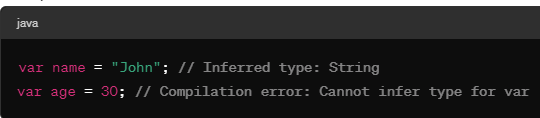 java
var name = "John"; // Inferred type: String
var age = 30; // Compilation error: Cannot infer type for var